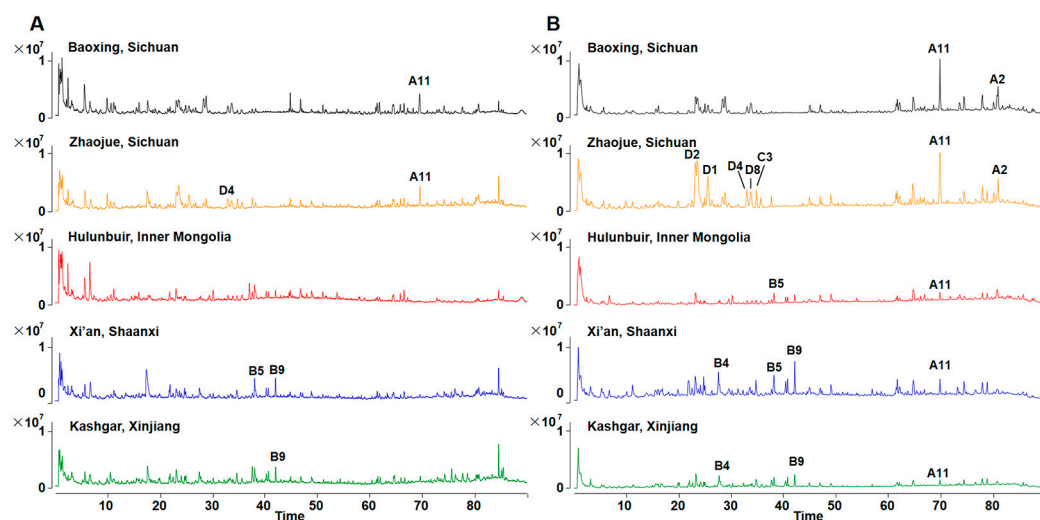 A
×10⁷
Baoxing, Sichuan
1
A11
0
×10⁷
Zhaojue, Sichuan
1
D4
A11
0
×10⁷
Hulunbuir, Inner Mongolia
1
0
×10⁷
Xi'an, Shaanxi
1
B5
B9
0
×10⁷
Kashgar, Xinjiang
1
B9
0
10 20 30 40 50 60 70 80
Time
B
×10⁷
Baoxing, Sichuan
1
A11
A2
0
×10⁷
Zhaojue, Sichuan
1
D2
D1
D4
D8
C3
A11
A2
0
×10⁷
Hulunbuir, Inner Mongolia
1
B5
A11
0
×10⁷
Xi'an, Shaanxi
1
B4
B5
B9
A11
0
×10⁷
Kashgar, Xinjiang
1
B4
B9
A11
0
10 20 30 40 50 60 70 80
Time